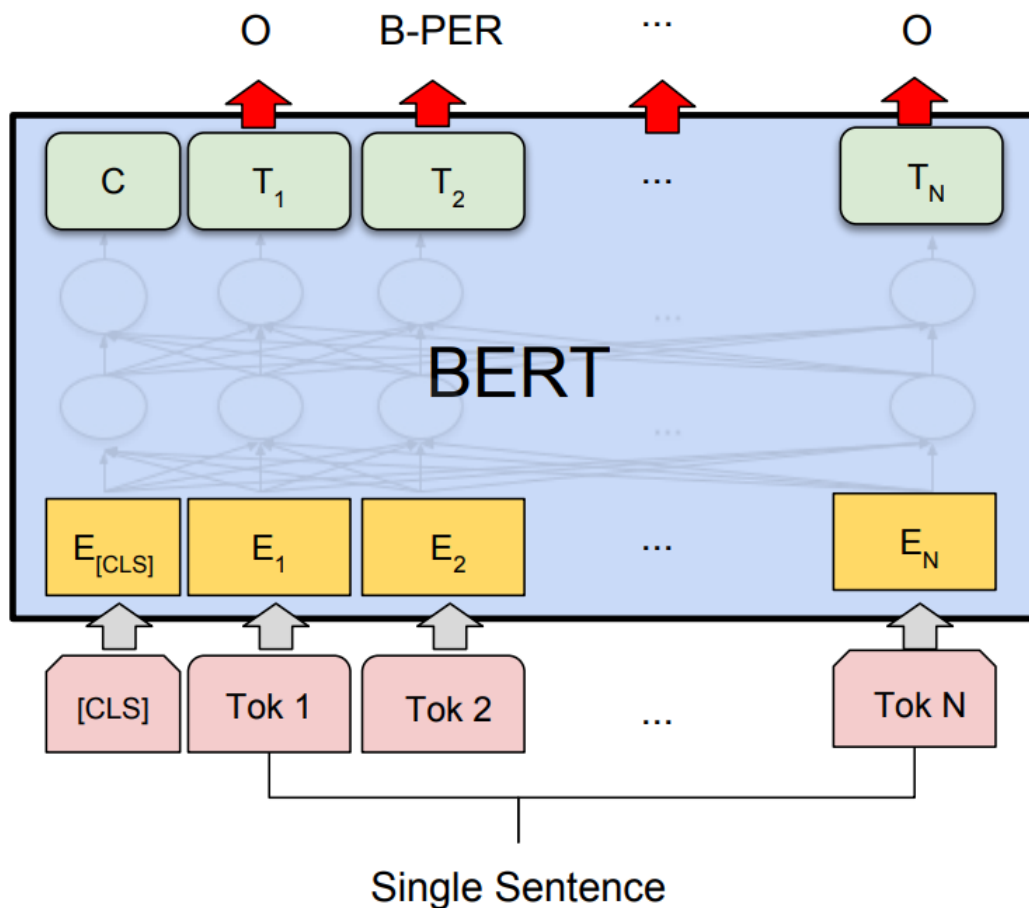 O B-PER ... O
C T1 T2 ... TN
...
BERT
...
E[CLS] E1 E2 ... EN
[CLS] Tok 1 Tok 2 ... Tok N
Single Sentence